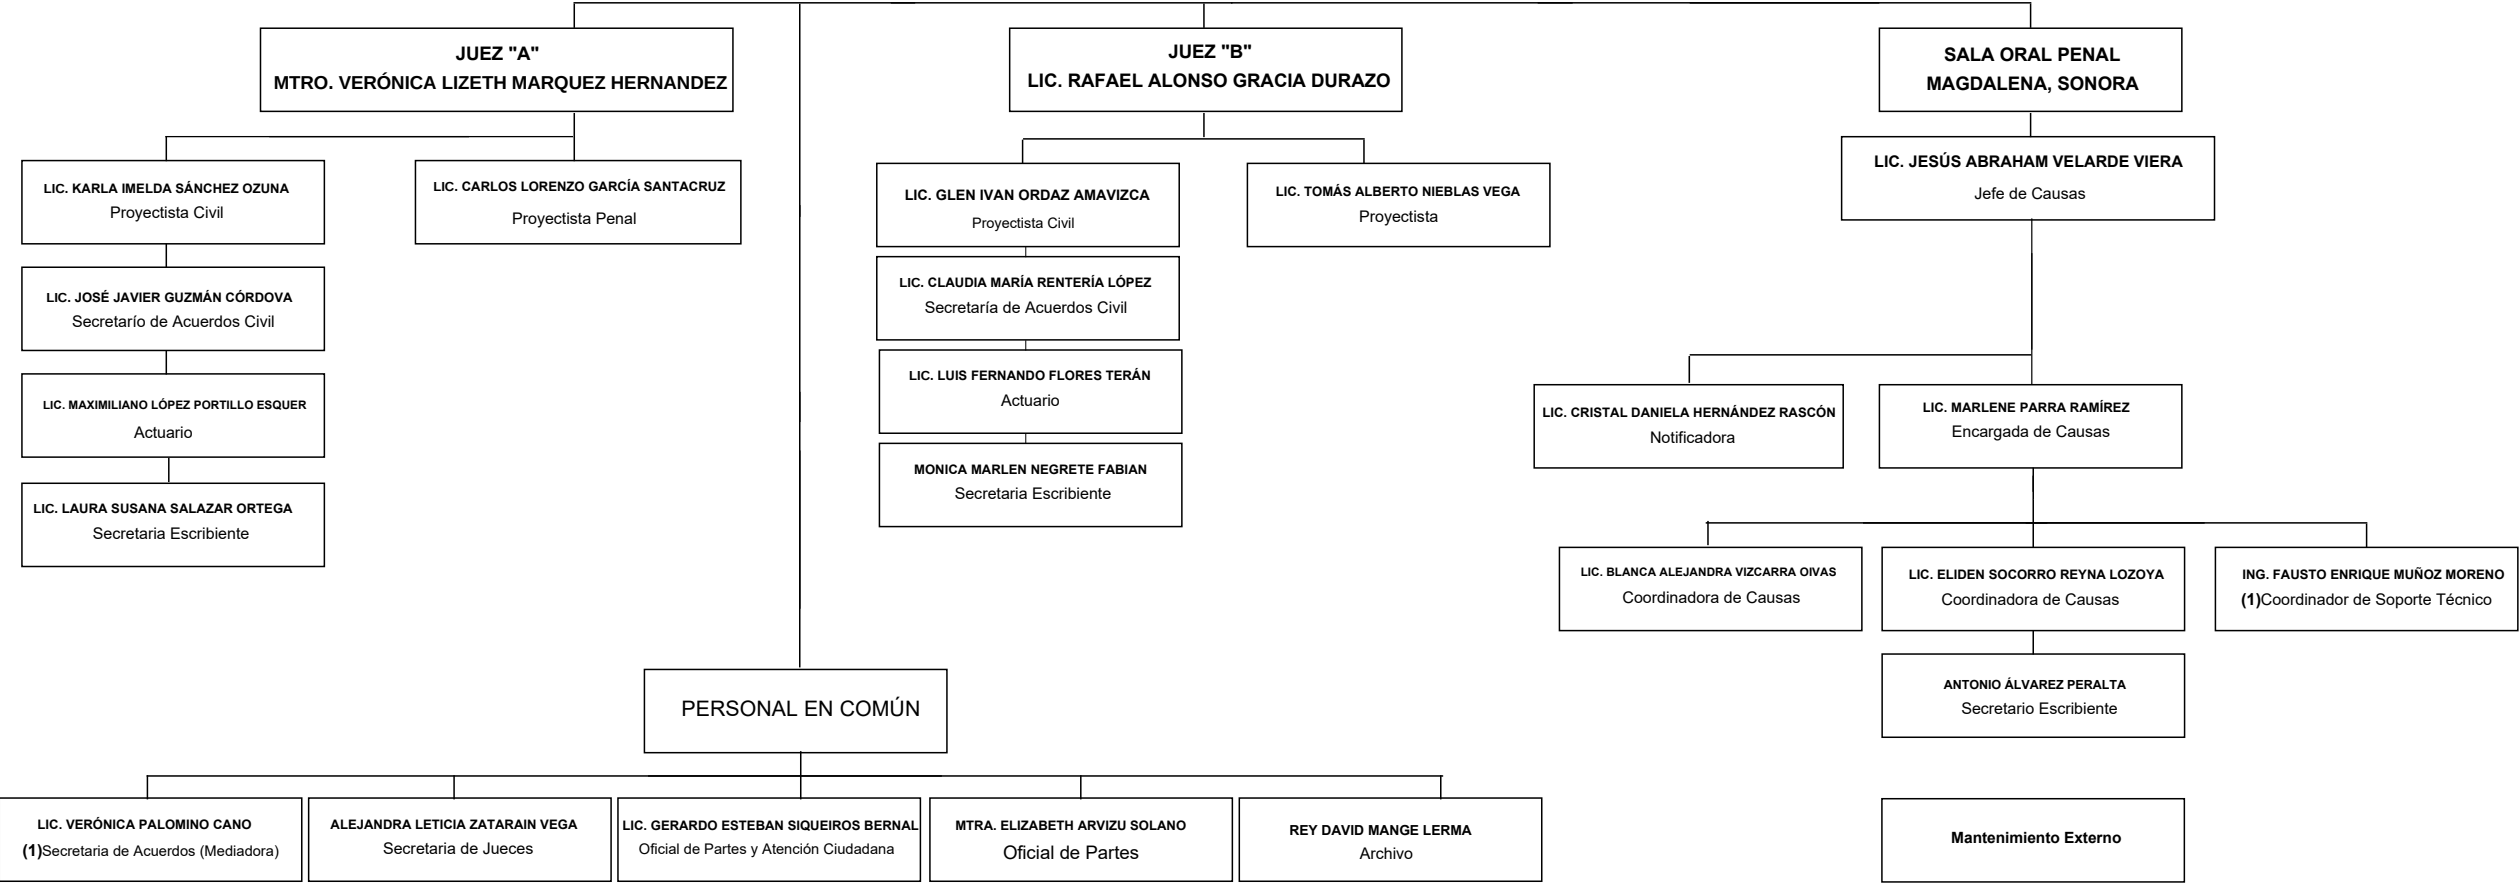 JUEZ "A"
MTRO. VERÓNICA LIZETH MARQUEZ HERNANDEZ
JUEZ "B"
LIC. RAFAEL ALONSO GRACIA DURAZO
SALA ORAL PENAL
MAGDALENA, SONORA
LIC. JESÚS ABRAHAM VELARDE VIERA
Jefe de Causas
LIC. KARLA IMELDA SÁNCHEZ OZUNA
Proyectista Civil
LIC. CARLOS LORENZO GARCÍA SANTACRUZ
Proyectista Penal
LIC. GLEN IVAN ORDAZ AMAVIZCA
Proyectista Civil
LIC. TOMÁS ALBERTO NIEBLAS VEGA
Proyectista
LIC. JOSÉ JAVIER GUZMÁN CÓRDOVA
Secretarío de Acuerdos Civil
LIC. CLAUDIA MARÍA RENTERÍA LÓPEZ
Secretaría de Acuerdos Civil
LIC. MAXIMILIANO LÓPEZ PORTILLO ESQUER
Actuario
LIC. LUIS FERNANDO FLORES TERÁN
Actuario
LIC. CRISTAL DANIELA HERNÁNDEZ RASCÓN
Notificadora
LIC. MARLENE PARRA RAMÍREZ
Encargada de Causas
LIC. LAURA SUSANA SALAZAR ORTEGA
Secretaria Escribiente
MONICA MARLEN NEGRETE FABIAN
Secretaria Escribiente
LIC. BLANCA ALEJANDRA VIZCARRA OIVAS
Coordinadora de Causas
LIC. ELIDEN SOCORRO REYNA LOZOYA
Coordinadora de Causas
ING. FAUSTO ENRIQUE MUÑOZ MORENO
(1)Coordinador de Soporte Técnico
ANTONIO ÁLVAREZ PERALTA
Secretario Escribiente
PERSONAL EN COMÚN
LIC. VERÓNICA PALOMINO CANO
(1)Secretaria de Acuerdos (Mediadora)
ALEJANDRA LETICIA ZATARAIN VEGA
Secretaria de Jueces
LIC. GERARDO ESTEBAN SIQUEIROS BERNAL
Oficial de Partes y Atención Ciudadana
MTRA. ELIZABETH ARVIZU SOLANO
Oficial de Partes
REY DAVID MANGE LERMA
Archivo
Mantenimiento Externo